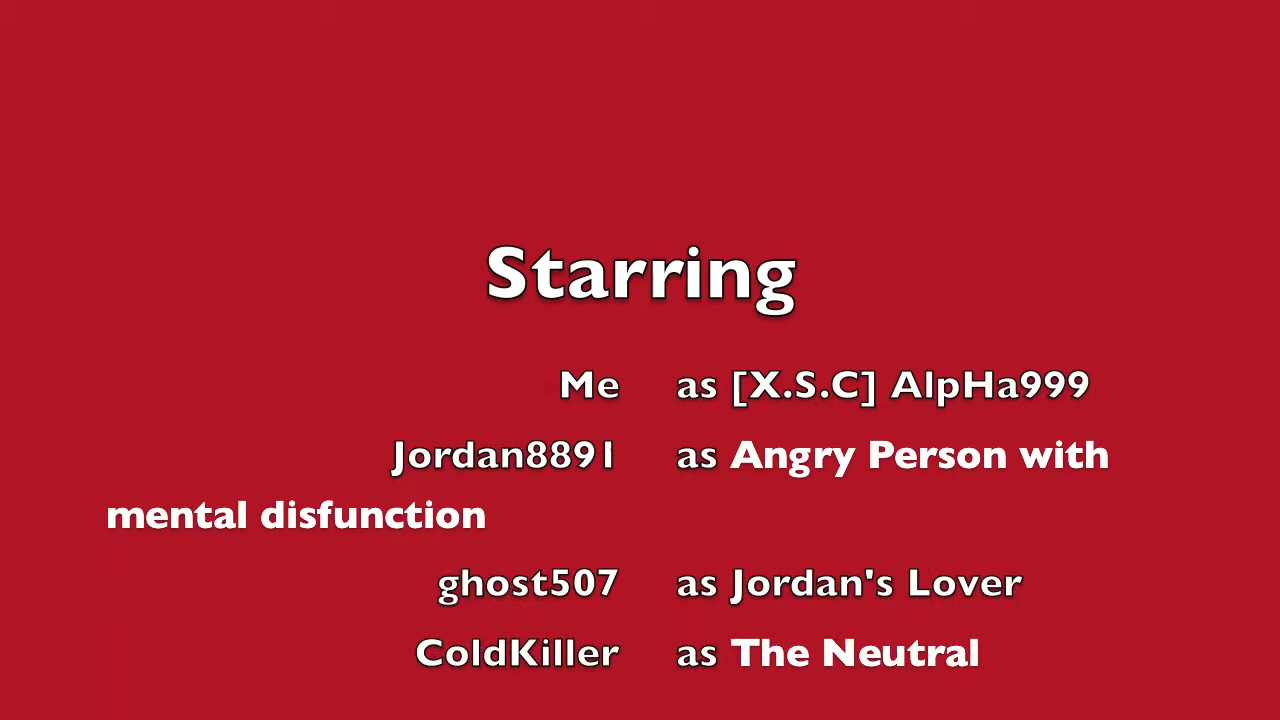 Starring
Me as [X.S.C] AlpHa999
Jordan8891 as Angry Person with
mental disfunction
ghost507 as Jordan's Lover
ColdKiller as The Neutral